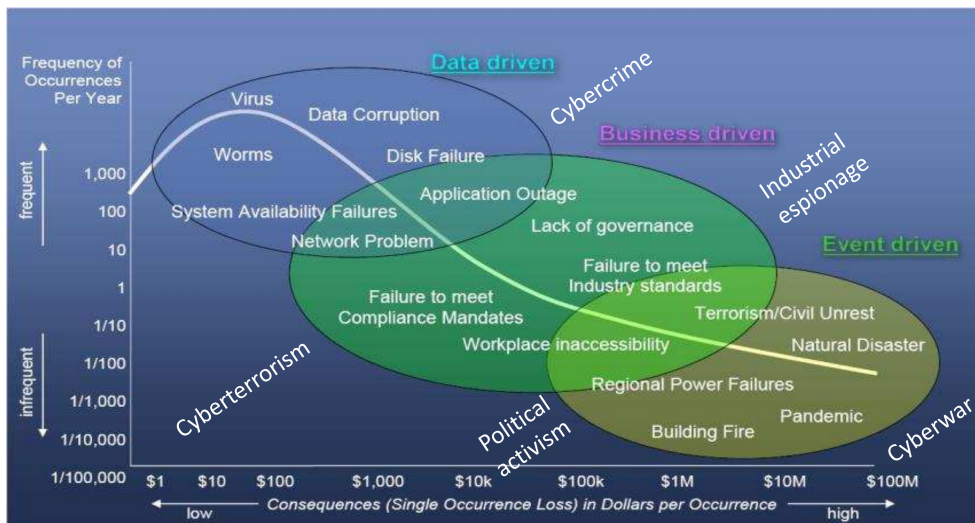 Frequency of
Occurrences
Per Year
frequent
infrequent
1,000
100
10
1
1/10
1/100
1/1,000
1/10,000
1/100,000
Data driven
Cybercrime
Virus
Data Corruption
Worms
Disk Failure
Business driven
Application Outage
Industrial
espionage
System Availability Failures
Lack of governance
Network Problem
Event driven
Failure to meet
Industry standards
Failure to meet
Compliance Mandates
Terrorism/Civil Unrest
Workplace inaccessibility
Natural Disaster
Regional Power Failures
Cyberterrorism
Political
activism
Pandemic
Building Fire
Cyberwar
$1 $10 $100 $1,000 $10k $100k $1M $10M $100M
low
Consequences (Single Occurrence Loss) in Dollars per Occurrence
high